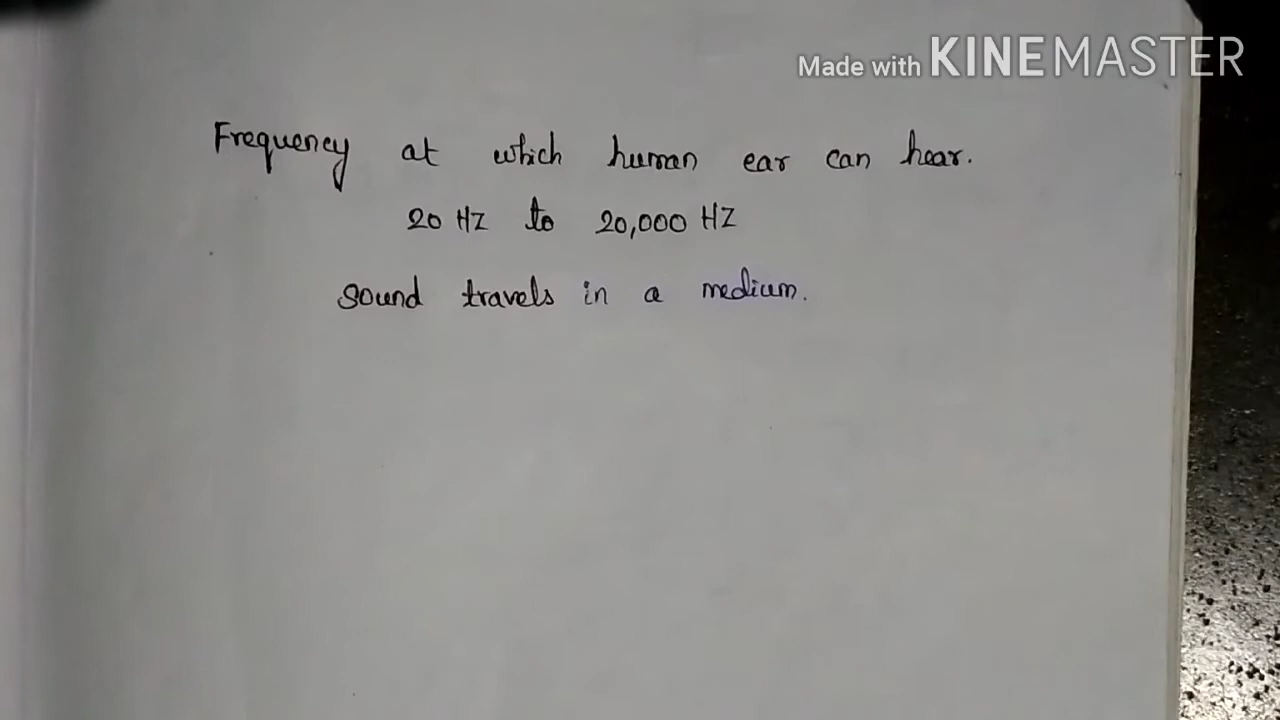 Made with KINEMASTER
Frequency at which human ear can hear.
20 HZ to 20,000 HZ
sound travels in a medium.